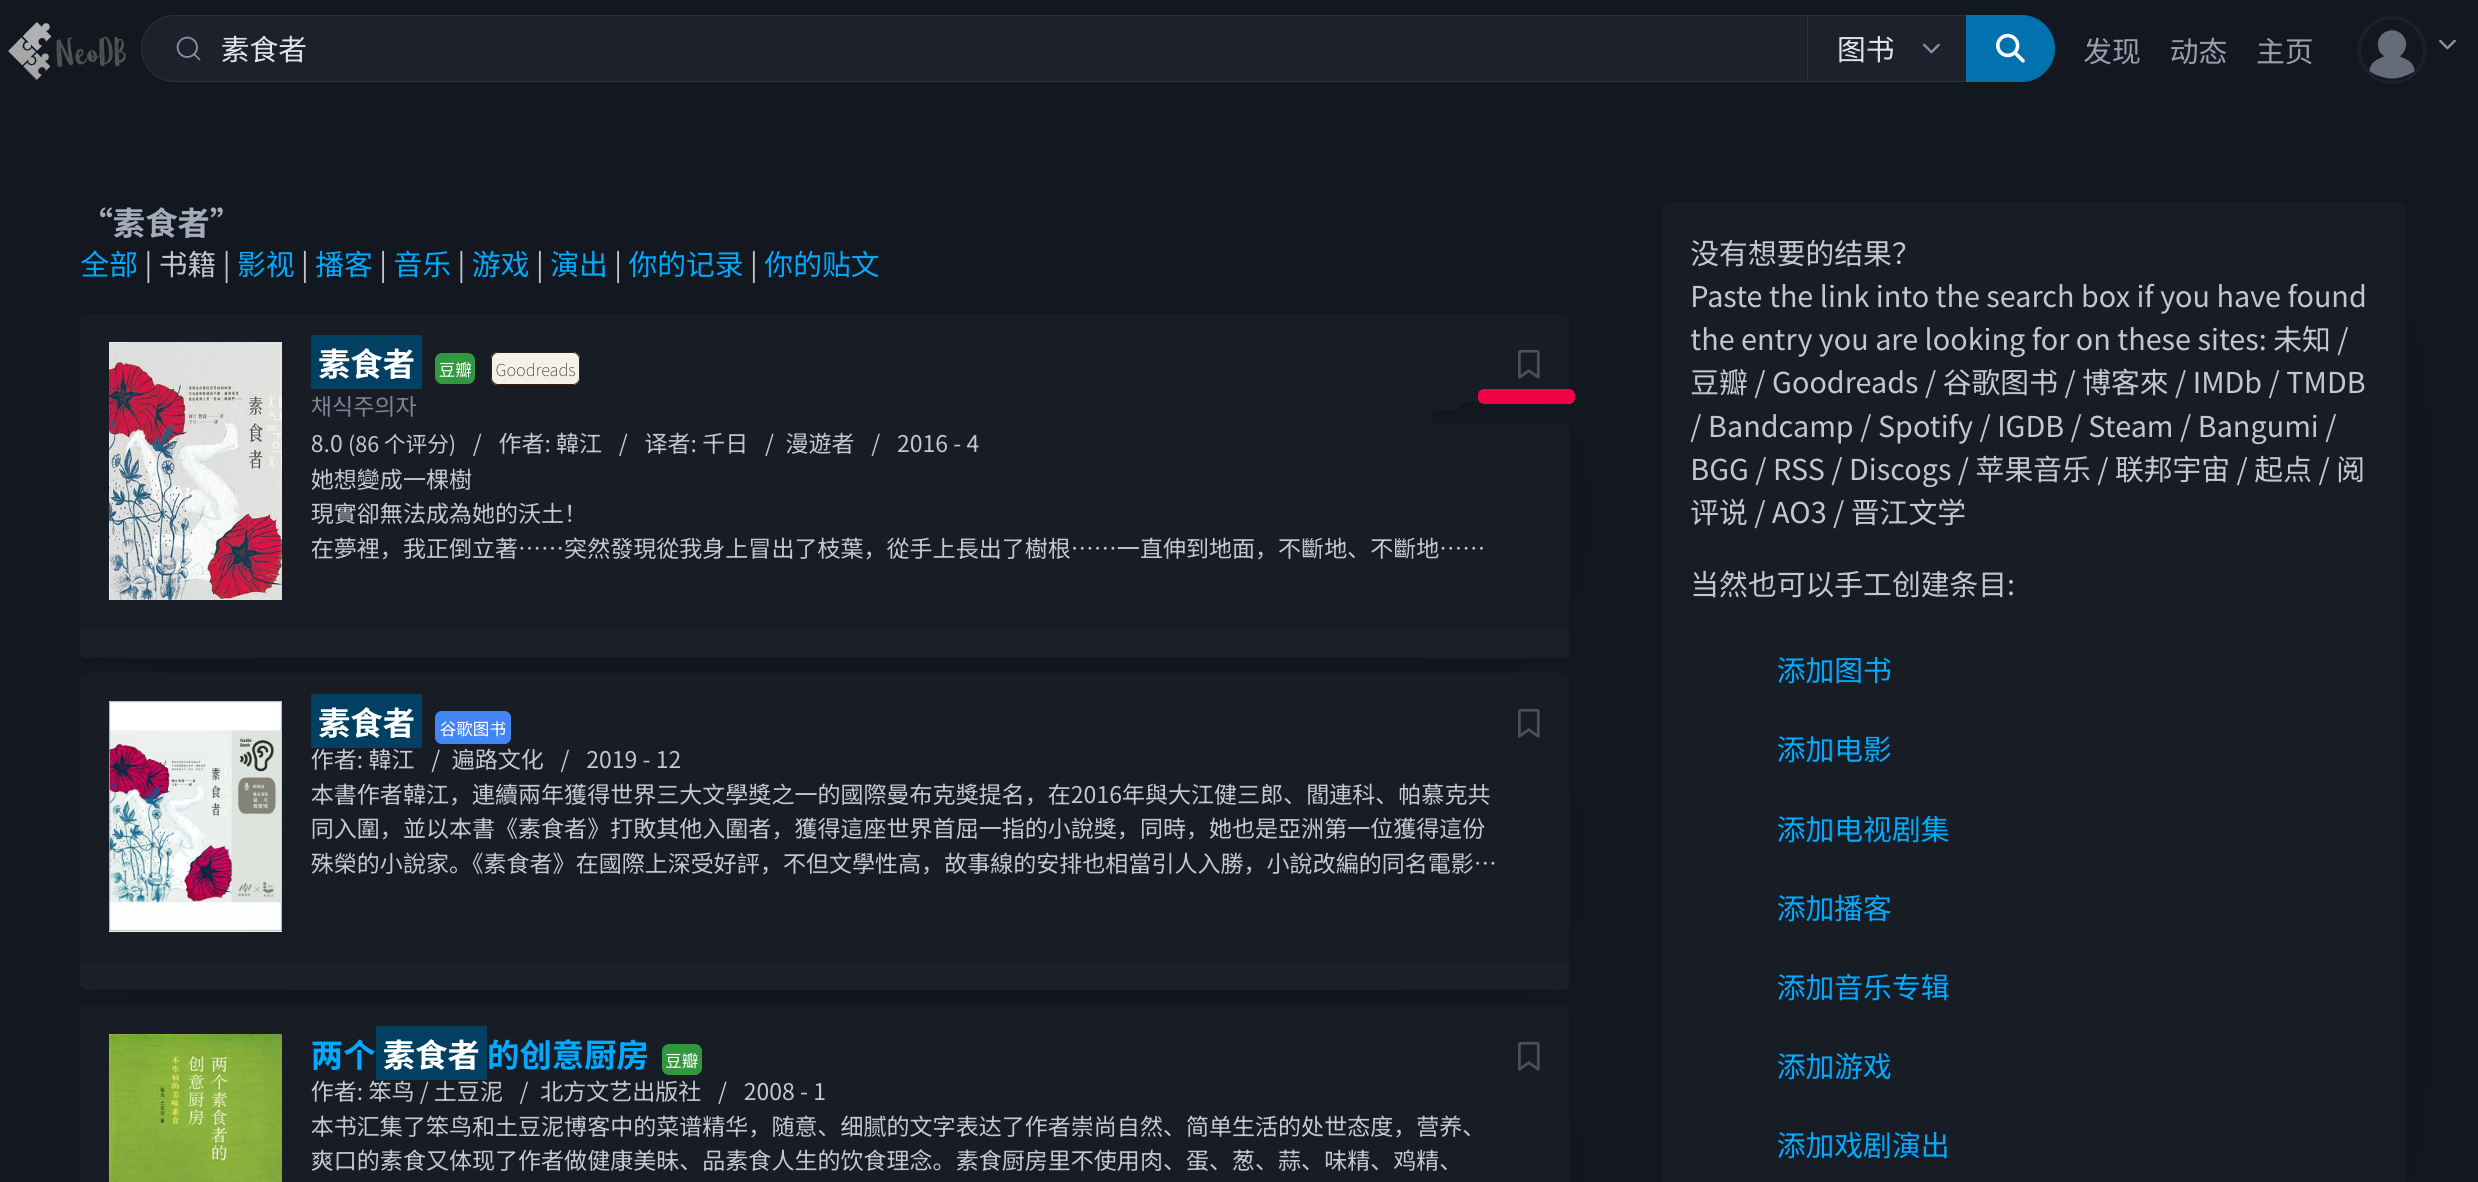 NeoDB
素食者
图书
发现
动态
主页
“素食者”
全部 | 书籍 | 影视 | 播客 | 音乐 | 游戏 | 演出 | 你的记录 | 你的贴文
素食者 豆瓣 Goodreads
채식주의자
8.0 (86 个评分) / 作者: 韓江 / 译者: 千日 / 漫遊者 / 2016 - 4
她想變成一棵樹
現實卻無法成為她的沃土!
在夢裡，我正倒立著……突然發現從我身上冒出了枝葉，從手上長出了樹根……一直伸到地面，不斷地、不斷地……
素食者
素食者 谷歌图书
作者: 韓江 / 遍路文化 / 2019 - 12
本書作者韓江，連續兩年獲得世界三大文學獎之一的國際曼布克獎提名，在2016年與大江健三郎、閻連科、帕慕克共
同入圍，並以本書《素食者》打敗其他入圍者，獲得這座世界首屈一指的小說獎，同時，她也是亞洲第一位獲得這份
殊榮的小說家。《素食者》在國際上深受好評，不但文學性高，故事線的安排也相當引人入勝，小說改編的同名電影…
素食者
两个素食者的创意厨房 豆瓣
作者: 笨鸟 / 土豆泥 / 北方文艺出版社 / 2008 - 1
本书汇集了笨鸟和土豆泥博客中的菜谱精华，随意、细腻的文字表达了作者崇尚自然、简单生活的处世态度，营养、
爽口的素食又体现了作者做健康美昧、品素食人生的饮食理念。素食厨房里不使用肉、蛋、葱、蒜、味精、鸡精、
两个素食者的
创意厨房
不生病的美味素食
没有想要的结果?
Paste the link into the search box if you have found
the entry you are looking for on these sites: 未知 /
豆瓣 / Goodreads / 谷歌图书 / 博客來 / IMDb / TMDB
/ Bandcamp / Spotify / IGDB / Steam / Bangumi /
BGG / RSS / Discogs / 苹果音乐 / 联邦宇宙 / 起点 / 阅
评说 / AO3 / 晋江文学
当然也可以手工创建条目:
添加图书
添加电影
添加电视剧集
添加播客
添加音乐专辑
添加游戏
添加戏剧演出